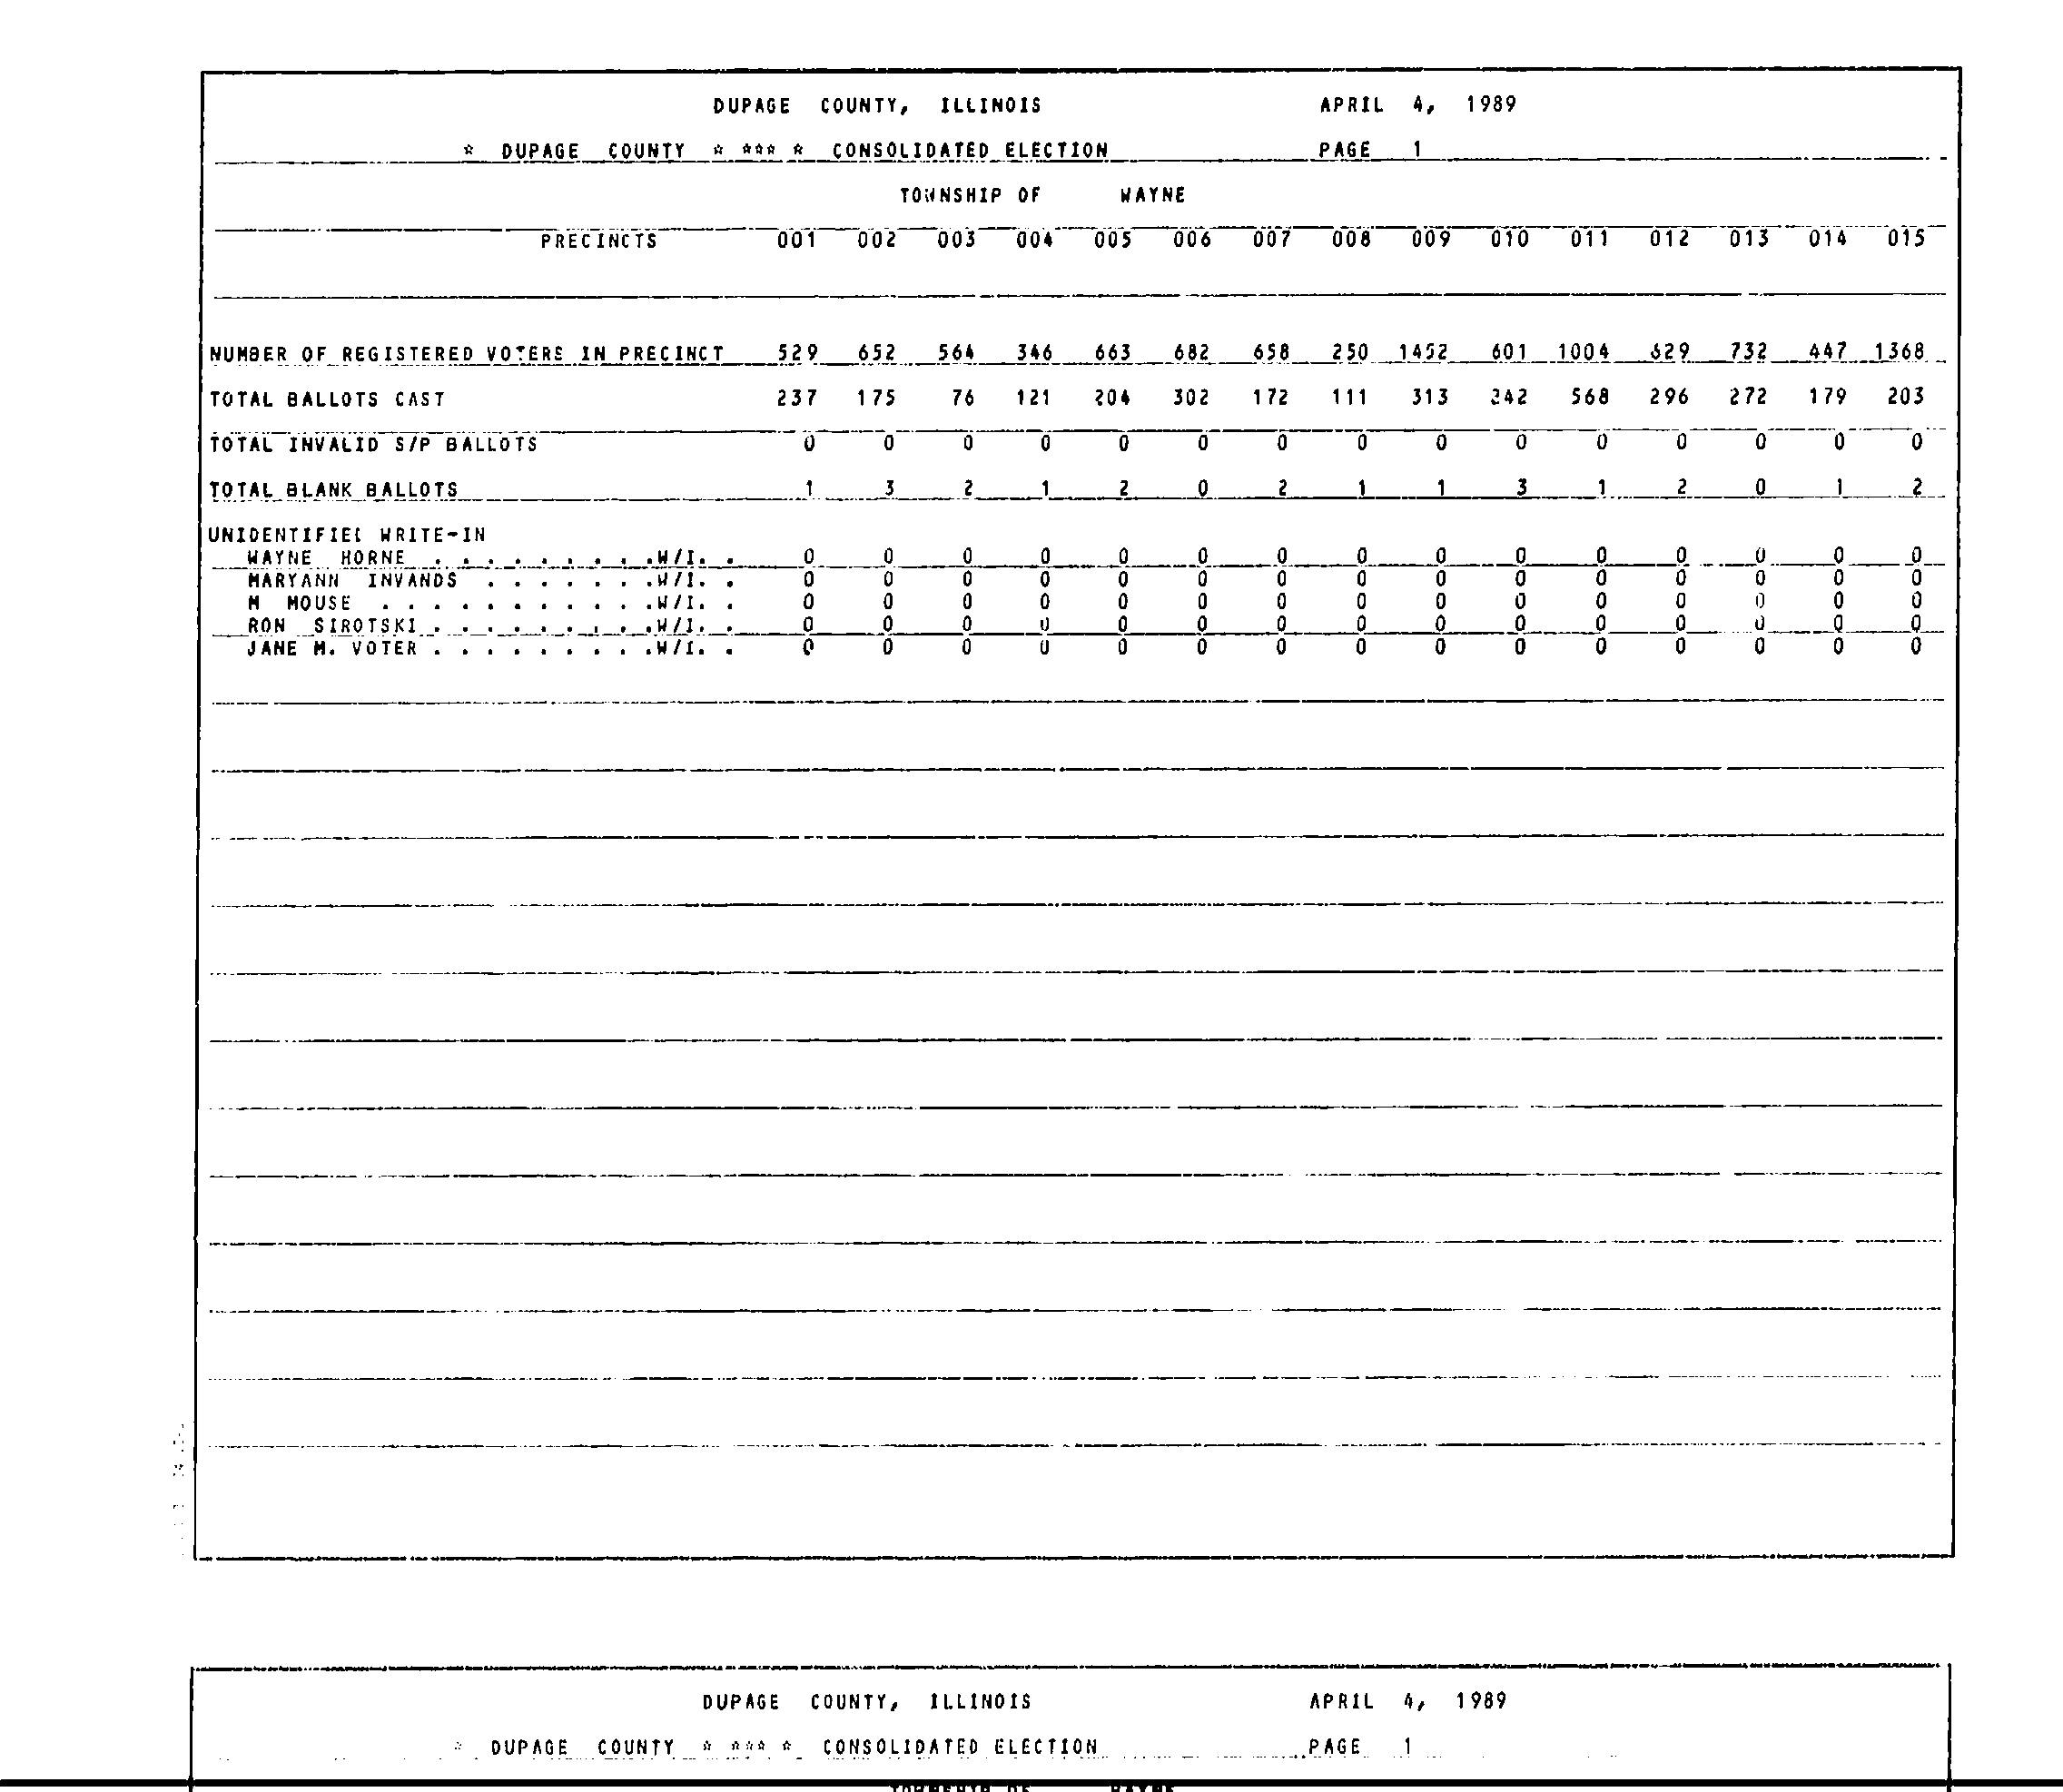 DUPAGE COUNTY, ILLINOIS APRIL 4, 1989
* DUPAGE COUNTY * *** * CONSOLIDATED ELECTION PAGE 1
TOWNSHIP OF WAYNE
PRECINCTS 001 002 003 004 005 006 007 008 009 010 011 012 013 014 015
NUMBER OF REGISTERED VOTERS IN PRECINCT 529 652 564 346 663 682 658 250 1452 601 1004 629 732 447 1368
TOTAL BALLOTS CAST 237 175 76 121 204 302 172 111 313 242 568 296 272 179 203
TOTAL INVALID S/P BALLOTS 0 0 0 0 0 0 0 0 0 0 0 0 0 0 0
TOTAL BLANK BALLOTS 1 3 2 1 2 0 2 1 1 3 1 2 0 1 2
UNIDENTIFIED WRITE-IN
WAYNE HORNE . . . . . . . . .W/I. . 0 0 0 0 0 0 0 0 0 0 0 0 0 0 0
MARYANN INVANDS . . . . . . .W/I. . 0 0 0 0 0 0 0 0 0 0 0 0 0 0 0
M MOUSE . . . . . . . . . . .W/I. . 0 0 0 0 0 0 0 0 0 0 0 0 0 0 0
RON SIROTSKI . . . . . . . . .W/I. . 0 0 0 0 0 0 0 0 0 0 0 0 0 0 0
JANE M. VOTER . . . . . . . . .W/I. . 0 0 0 0 0 0 0 0 0 0 0 0 0 0 0
DUPAGE COUNTY, ILLINOIS APRIL 4, 1989
* DUPAGE COUNTY * *** * CONSOLIDATED ELECTION PAGE 1
TOWNSHIP OF WAYNE